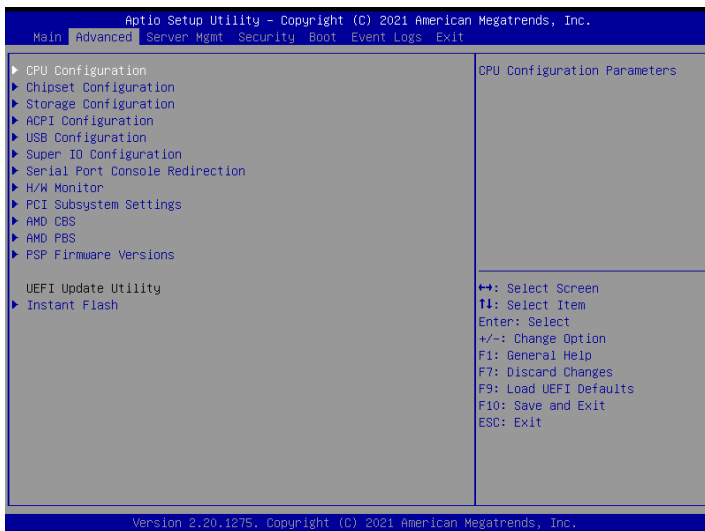 Aptio Setup Utility – Copyright (C) 2021 American Megatrends, Inc.
Main Advanced Server Mgmt Security Boot Event Logs Exit
CPU Configuration
Chipset Configuration
Storage Configuration
ACPI Configuration
USB Configuration
Super IO Configuration
Serial Port Console Redirection
H/W Monitor
PCI Subsystem Settings
AMD CBS
AMD PBS
PSP Firmware Versions
UEFI Update Utility
Instant Flash
CPU Configuration Parameters
↔: Select Screen
↑↓: Select Item
Enter: Select
+/-: Change Option
F1: General Help
F7: Discard Changes
F9: Load UEFI Defaults
F10: Save and Exit
ESC: Exit
Version 2.20.1275. Copyright (C) 2021 American Megatrends, Inc.